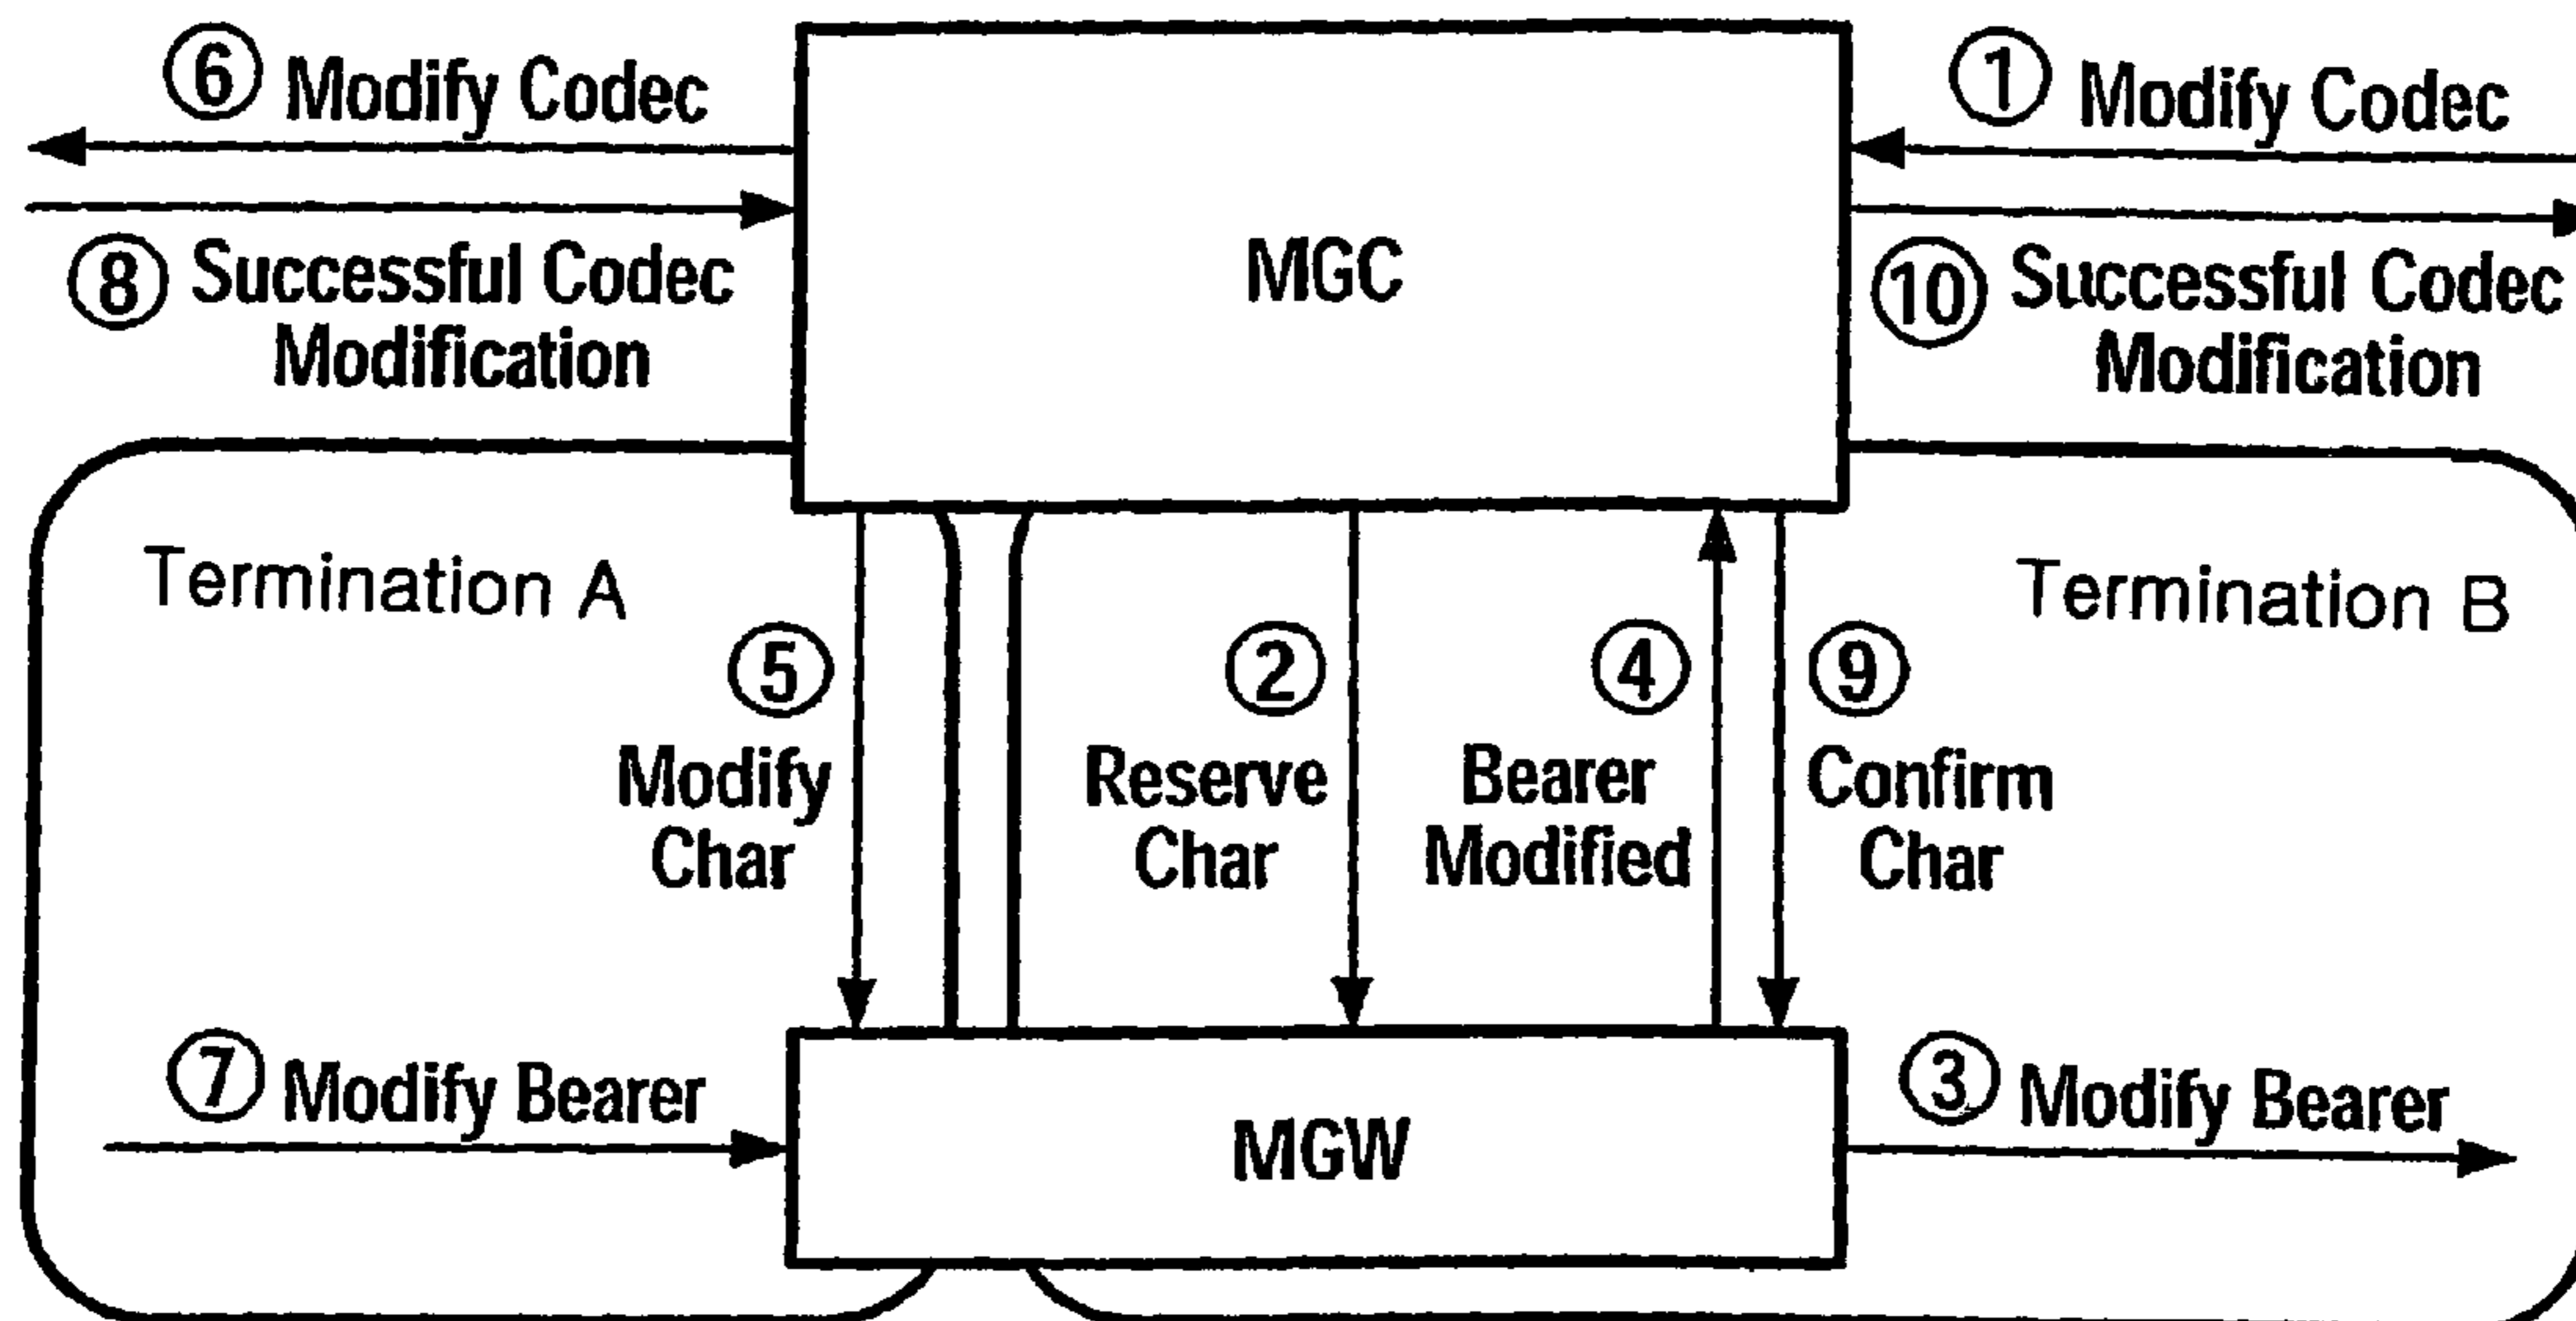 ⑥ Modify Codec
① Modify Codec
⑧ Successful Codec
Modification
MGC
⑩ Successful Codec
Modification
Termination A
Termination B
⑤
Modify
Char
②
Reserve
Char
④
Bearer
Modified
⑨
Confirm
Char
⑦ Modify Bearer
MGW
③ Modify Bearer